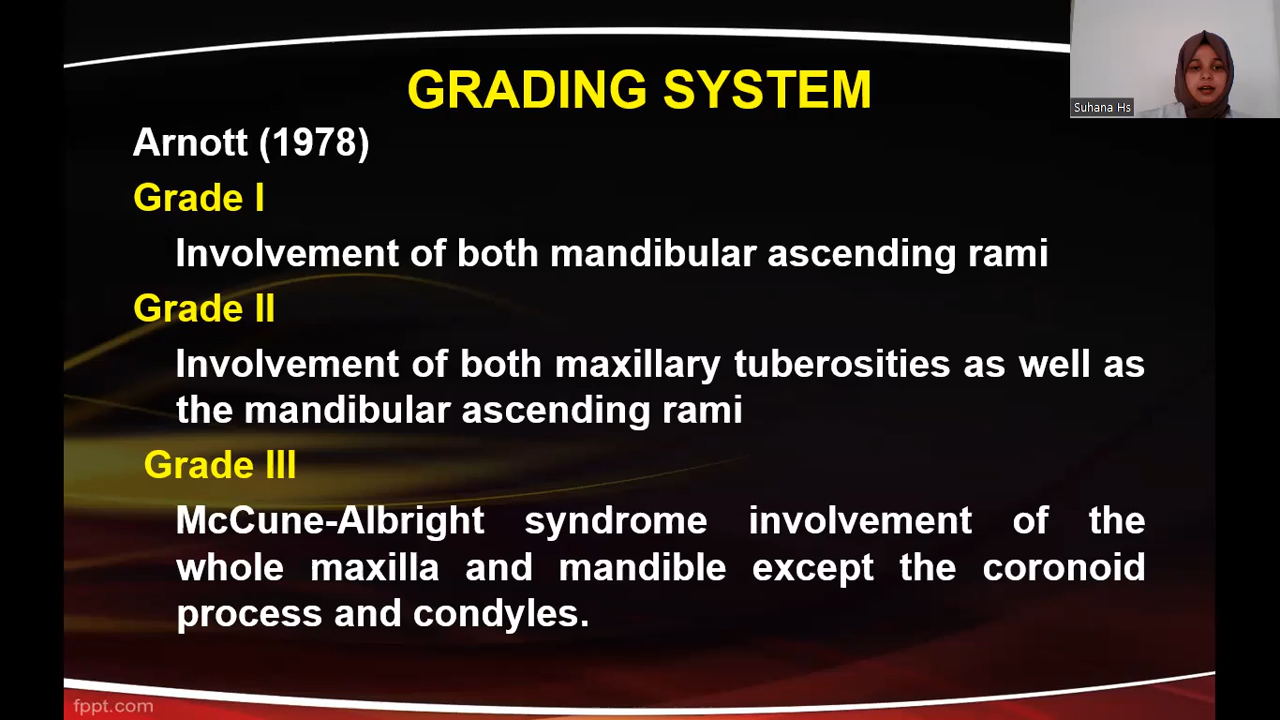 GRADING SYSTEM
Suhana Hs
Arnott (1978)
Grade I
Involvement of both mandibular ascending rami
Grade II
Involvement of both maxillary tuberosities as well as
the mandibular ascending rami
Grade III
McCune-Albright syndrome involvement of the
whole maxilla and mandible except the coronoid
process and condyles.
fppt.com